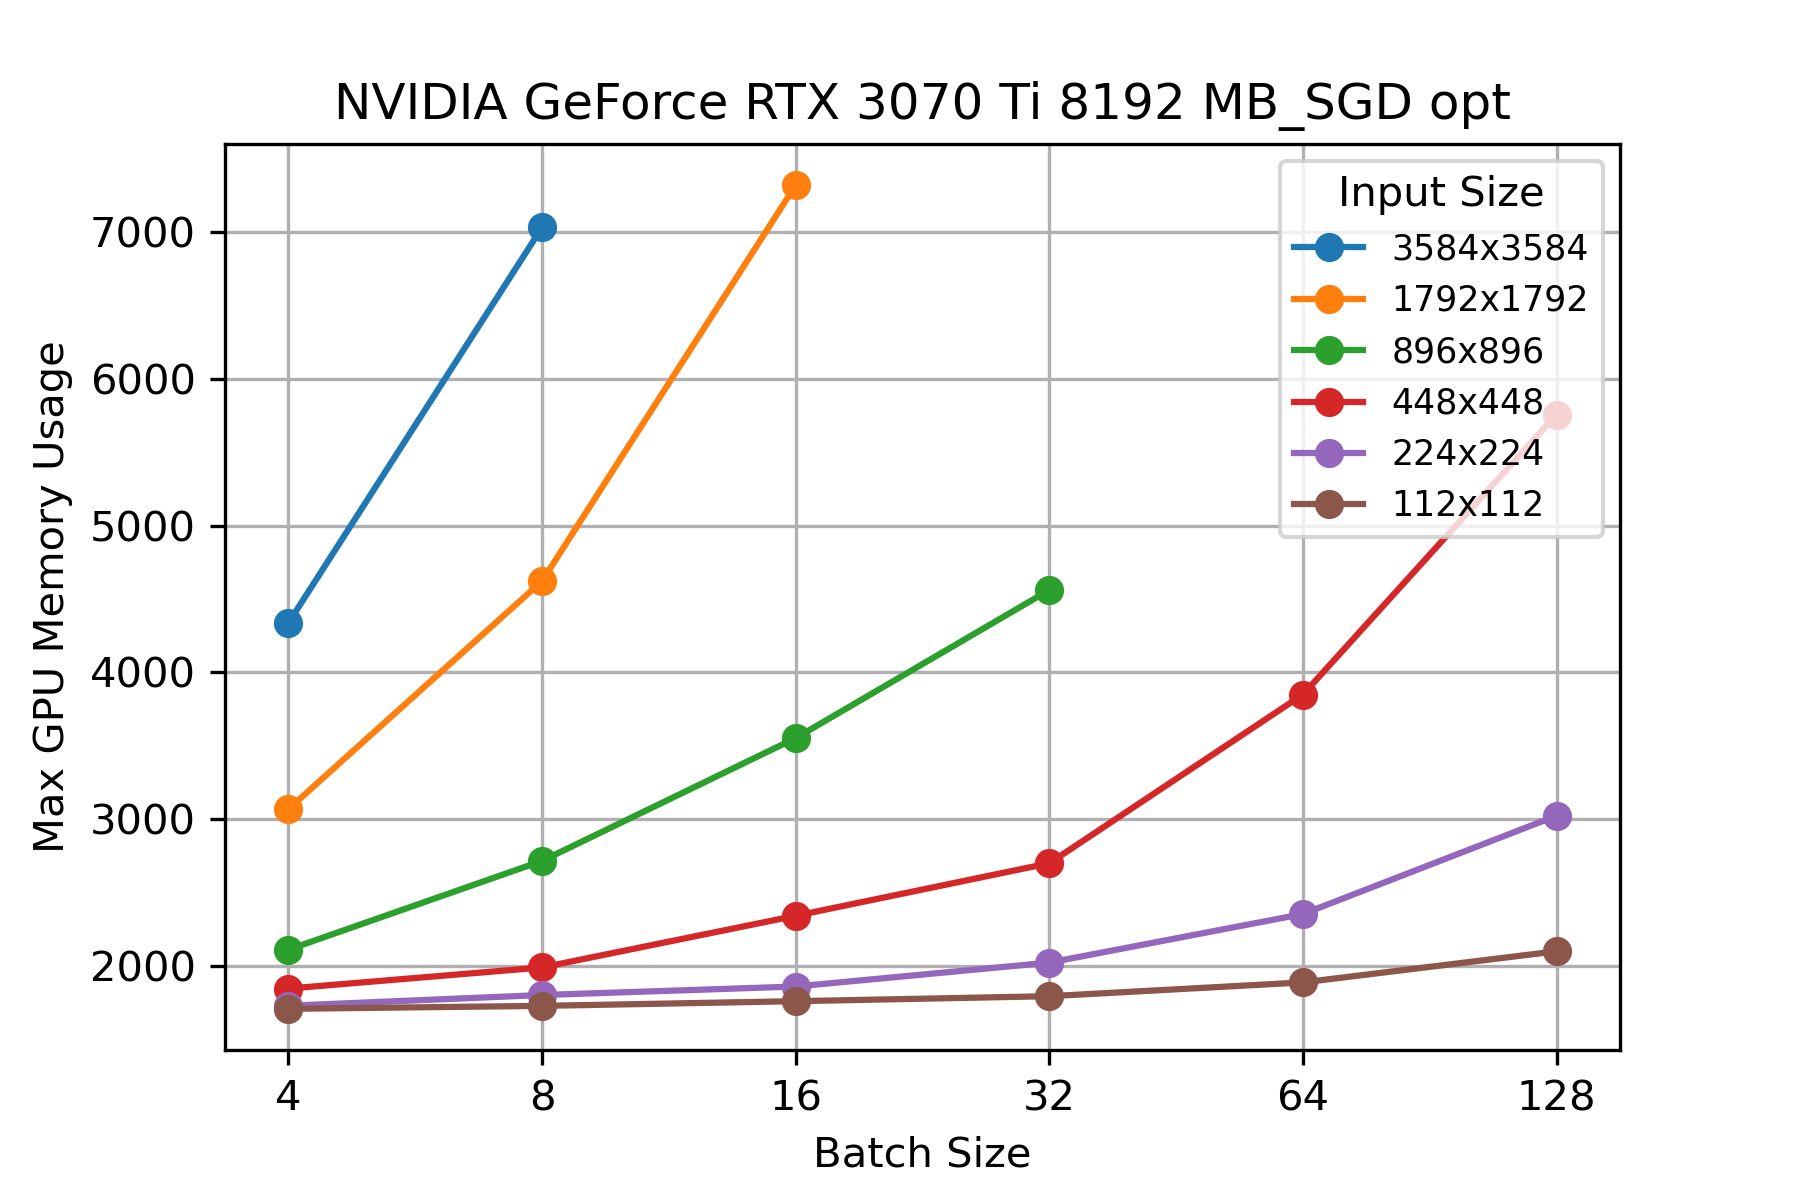 NVIDIA GeForce RTX 3070 Ti 8192 MB_SGD opt
Input Size
3584x3584
1792x1792
896x896
448x448
224x224
112x112
Max GPU Memory Usage
7000
6000
5000
4000
3000
2000
4 8 16 32 64 128
Batch Size